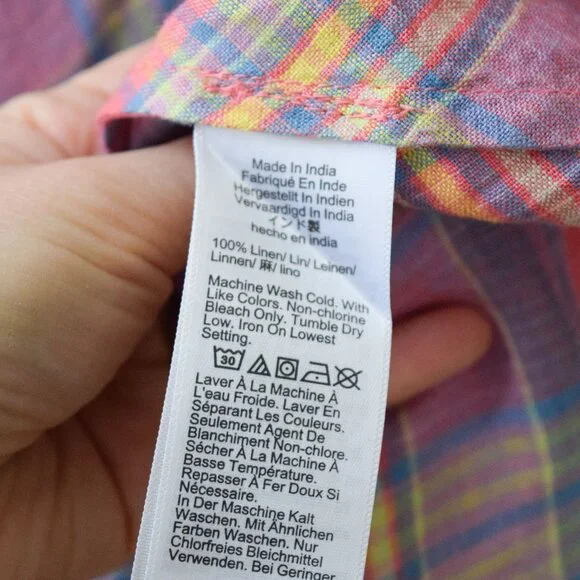 Made In India
Fabriqué En Inde
Hergestellt In Indien
Vervaardigd In India
インド製
hecho en india
100% Linen/ Lin/ Leinen/
Linnen/ 麻/ lino
Machine Wash Cold. With
Like Colors. Non-chlorine
Bleach Only. Tumble Dry
Low. Iron On Lowest
Setting.
30
Laver À La Machine À
L'eau Froide. Laver En
Séparant Les Couleurs.
Seulement Agent De
Blanchiment Non-chlore.
Sécher À La Machine À
Basse Température.
Repasser À Fer Doux Si
Nécessaire.
In Der Maschine Kalt
Waschen. Mit Ähnlichen
Farben Waschen. Nur
Chlorfreies Bleichmittel
Verwenden. Bei Geringer